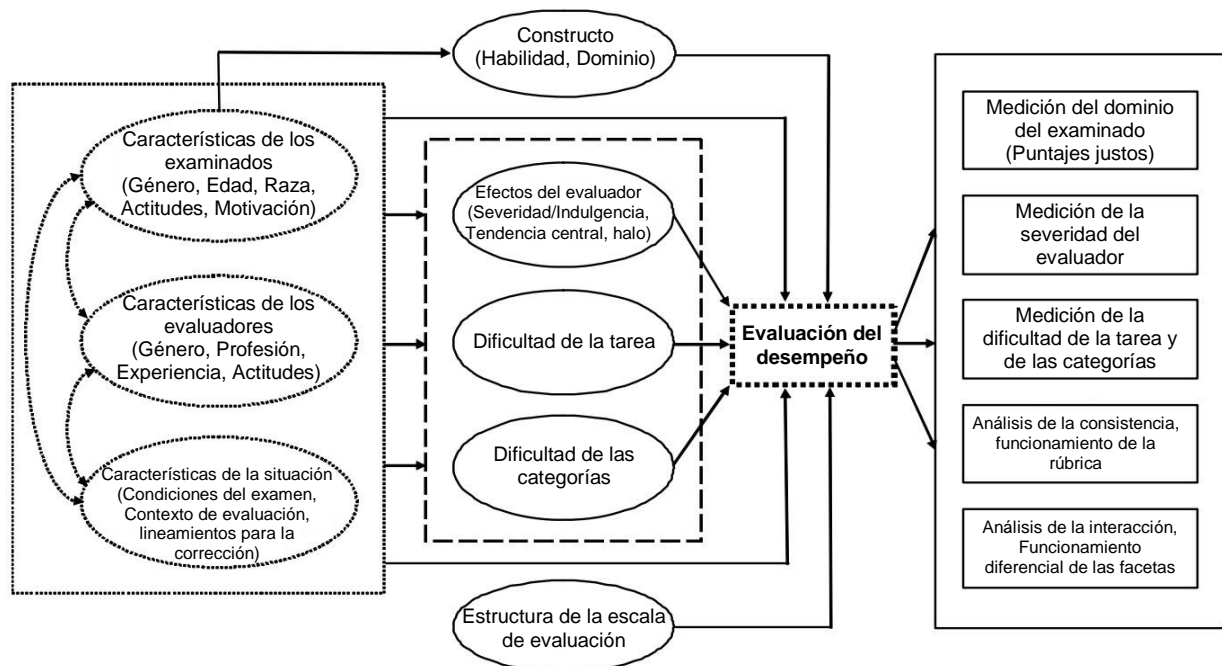 Constructo
(Habilidad, Dominio)
Características de los
examinados
(Género, Edad, Raza,
Actitudes, Motivación)
Características de los
evaluadores
(Género, Profesión,
Experiencia, Actitudes)
Características de la situación
(Condiciones del examen,
Contexto de evaluación,
lineamientos para la
corrección)
Efectos del evaluador
(Severidad/Indulgencia,
Tendencia central, halo)
Dificultad de la tarea
Dificultad de las
categorías
Estructura de la escala
de evaluación
Evaluación del
desempeño
Medición del dominio
del examinado
(Puntajes justos)
Medición de la
severidad del
evaluador
Medición de la
dificultad de la tarea y
de las categorías
Análisis de la consistencia,
funcionamiento de la
rúbrica
Análisis de la interacción,
Funcionamiento
diferencial de las facetas